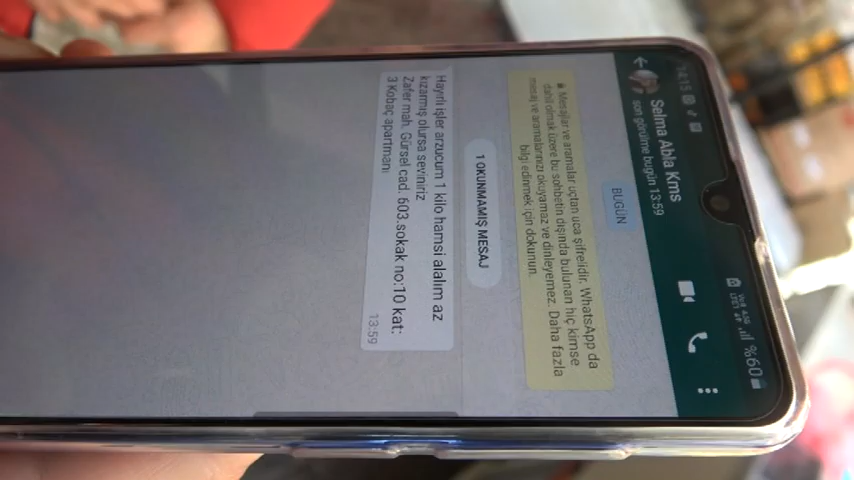 14:15
%60
Selma Abla Kms
son görülme bugün 13:59
BUGÜN
Mesajlar ve aramalar uçtan uca şifrelidir. WhatsApp da
dahil olmak üzere bu sohbetin dışında bulunan hiç kimse
mesaj ve aramalarınızı okuyamaz ve dinleyemez. Daha fazla
bilgi edinmek için dokunun.
1 OKUNMAMIŞ MESAJ
Hayırlı işler arzucum 1 kilo hamsi alalım az
kızarmış olursa seviniriz
Zafer mah. Gürsel cad. 603.sokak no:10 kat:
3 Kobaç apartmanı
13:59